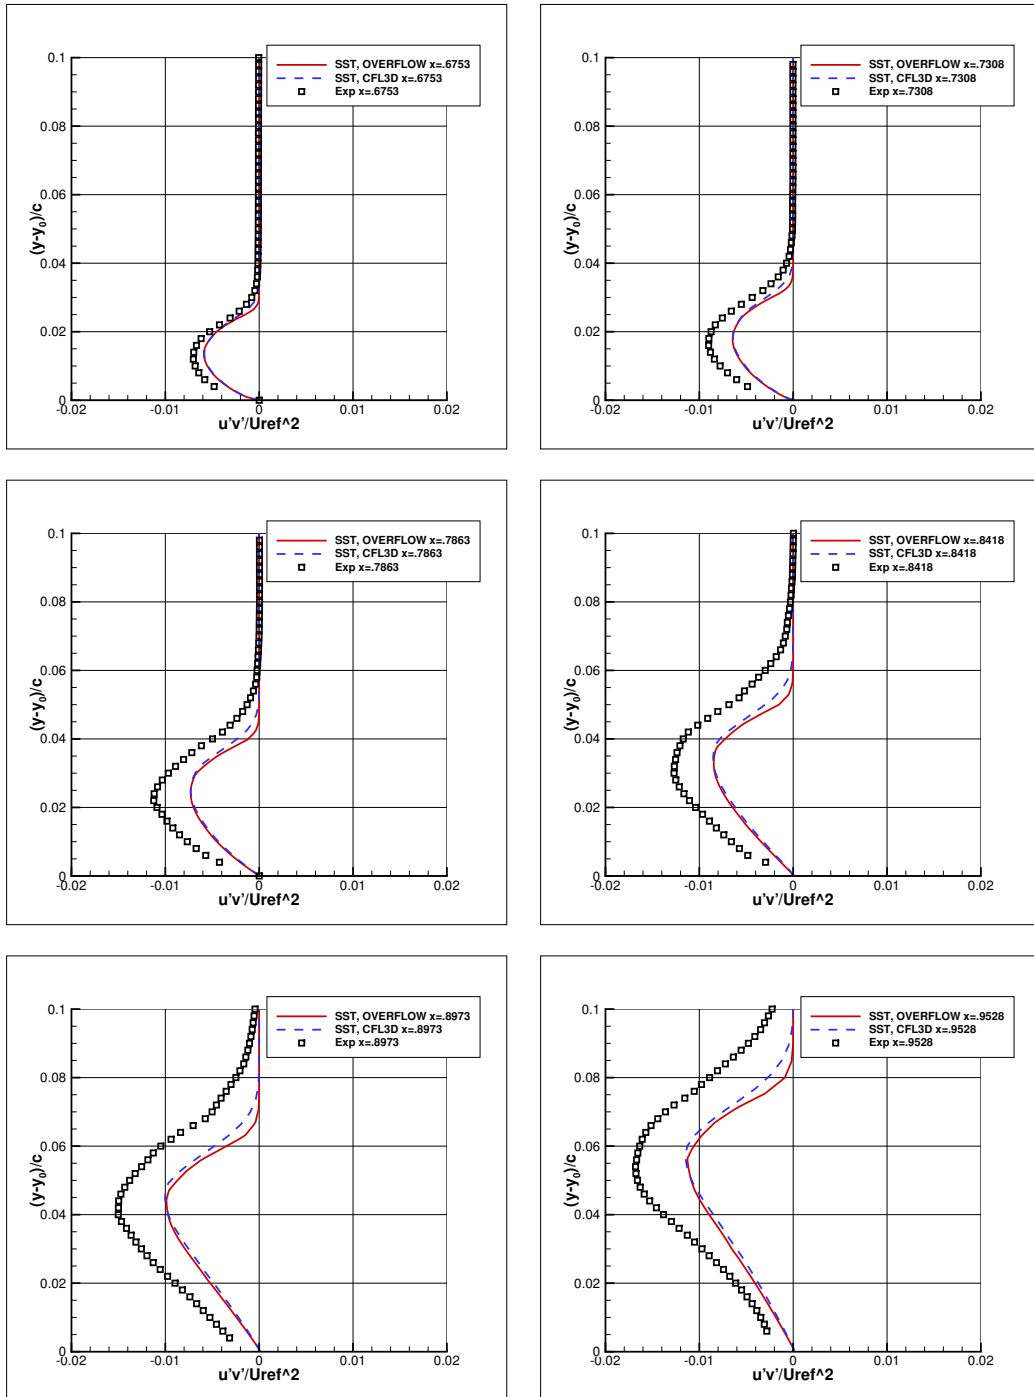 SST, OVERFLOW x=.6753
SST, CFL3D x=.6753
Exp x=.6753
0.1
0.08
0.06
0.04
0.02
0
(y-y0)/c
-0.02 -0.01 0 0.01 0.02
u'v'/Uref^2
SST, OVERFLOW x=.7308
SST, CFL3D x=.7308
Exp x=.7308
0.1
0.08
0.06
0.04
0.02
0
(y-y0)/c
-0.02 -0.01 0 0.01 0.02
u'v'/Uref^2
SST, OVERFLOW x=.7863
SST, CFL3D x=.7863
Exp x=.7863
0.1
0.08
0.06
0.04
0.02
0
(y-y0)/c
-0.02 -0.01 0 0.01 0.02
u'v'/Uref^2
SST, OVERFLOW x=.8418
SST, CFL3D x=.8418
Exp x=.8418
0.1
0.08
0.06
0.04
0.02
0
(y-y0)/c
-0.02 -0.01 0 0.01 0.02
u'v'/Uref^2
SST, OVERFLOW x=.8973
SST, CFL3D x=.8973
Exp x=.8973
0.1
0.08
0.06
0.04
0.02
0
(y-y0)/c
-0.02 -0.01 0 0.01 0.02
u'v'/Uref^2
SST, OVERFLOW x=.9528
SST, CFL3D x=.9528
Exp x=.9528
0.1
0.08
0.06
0.04
0.02
0
(y-y0)/c
-0.02 -0.01 0 0.01 0.02
u'v'/Uref^2